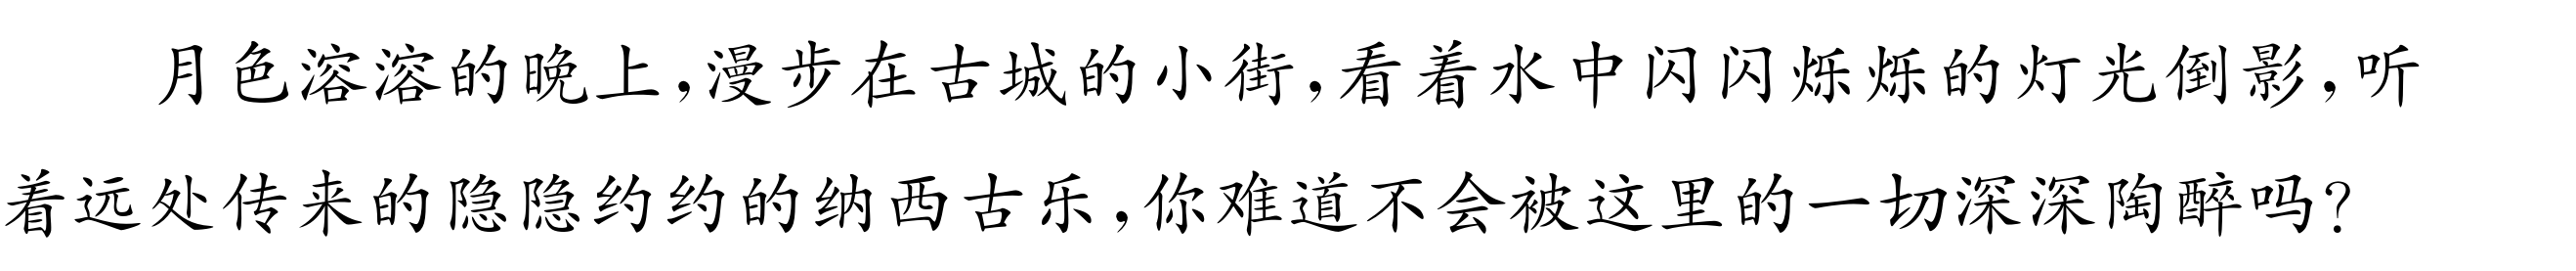 月色溶溶的晚上，漫步在古城的小街，看着水中闪闪烁烁的灯光倒影，听
着远处传来的隐隐约约的纳西古乐，你难道不会被这里的一切深深陶醉吗？